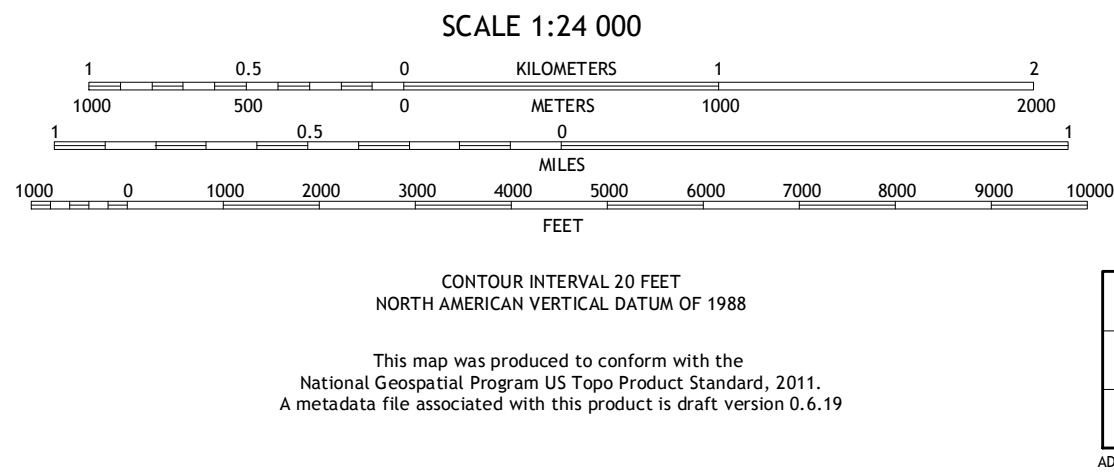 SCALE 1:24 000
1 0.5 0 KILOMETERS 1 2
1000 500 0 METERS 1000 2000
1 0.5 0 1
MILES
1000 0 1000 2000 3000 4000 5000 6000 7000 8000 9000 10000
FEET
CONTOUR INTERVAL 20 FEET
NORTH AMERICAN VERTICAL DATUM OF 1988
This map was produced to conform with the
National Geospatial Program US Topo Product Standard, 2011.
A metadata file associated with this product is draft version 0.6.19